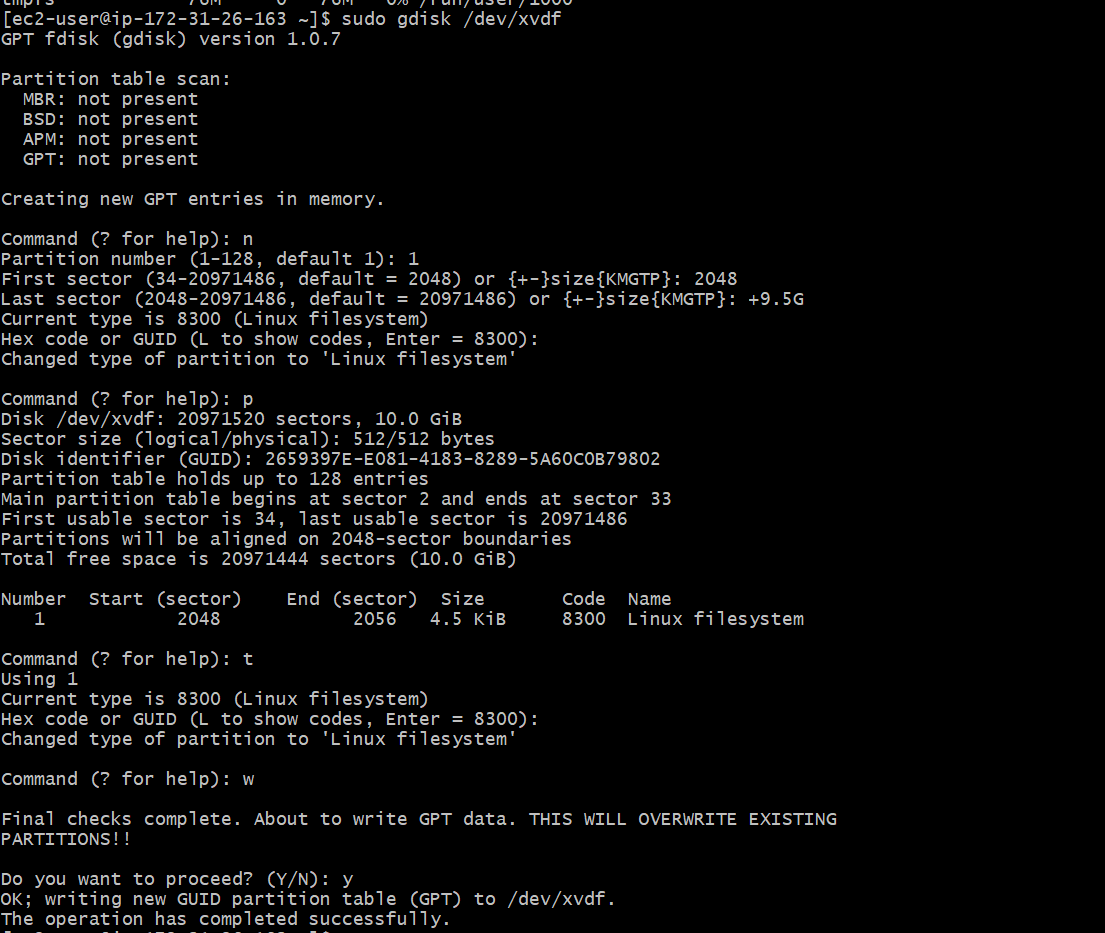 tmpfs 76M 0 76M 0% /run/user/1000
[ec2-user@ip-172-31-26-163 ~]$ sudo gdisk /dev/xvdf
GPT fdisk (gdisk) version 1.0.7
Partition table scan:
MBR: not present
BSD: not present
APM: not present
GPT: not present
Creating new GPT entries in memory.
Command (? for help): n
Partition number (1-128, default 1): 1
First sector (34-20971486, default = 2048) or {+-}size{KMGTP}: 2048
Last sector (2048-20971486, default = 20971486) or {+-}size{KMGTP}: +9.5G
Current type is 8300 (Linux filesystem)
Hex code or GUID (L to show codes, Enter = 8300):
Changed type of partition to 'Linux filesystem'
Command (? for help): p
Disk /dev/xvdf: 20971520 sectors, 10.0 GiB
Sector size (logical/physical): 512/512 bytes
Disk identifier (GUID): 2659397E-E081-4183-8289-5A60C0B79802
Partition table holds up to 128 entries
Main partition table begins at sector 2 and ends at sector 33
First usable sector is 34, last usable sector is 20971486
Partitions will be aligned on 2048-sector boundaries
Total free space is 20971444 sectors (10.0 GiB)
Number Start (sector) End (sector) Size Code Name
1 2048 2056 4.5 KiB 8300 Linux filesystem
Command (? for help): t
Using 1
Current type is 8300 (Linux filesystem)
Hex code or GUID (L to show codes, Enter = 8300):
Changed type of partition to 'Linux filesystem'
Command (? for help): w
Final checks complete. About to write GPT data. THIS WILL OVERWRITE EXISTING
PARTITIONS!!
Do you want to proceed? (Y/N): y
OK; writing new GUID partition table (GPT) to /dev/xvdf.
The operation has completed successfully.